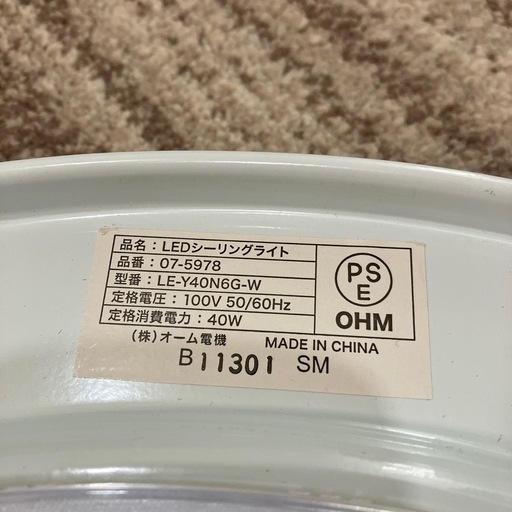 品名：LEDシーリングライト
品番：07-5978
型番：LE-Y40N6G-W
定格電圧：100V 50/60Hz
定格消費電力：40W
PS
E
OHM
(株)オーム電機 MADE IN CHINA
B11301 SM